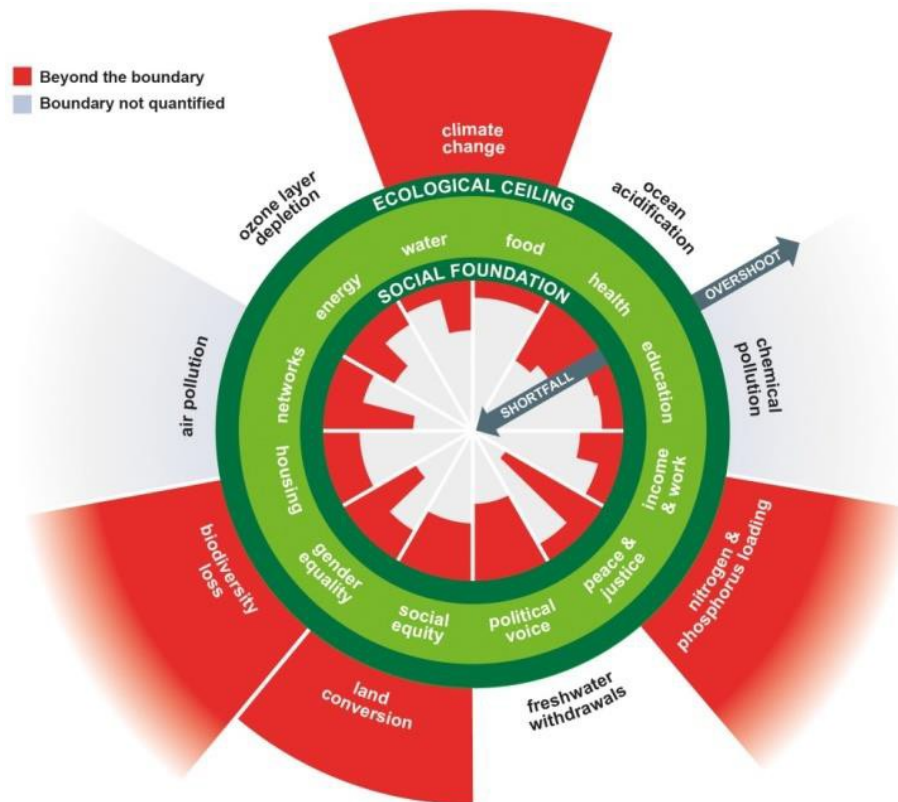 Beyond the boundary
Boundary not quantified
climate
change
ozone layer
depletion
ocean
acidification
ECOLOGICAL CEILING
OVERSHOOT
water
food
energy
health
SOCIAL FOUNDATION
SHORTFALL
air pollution
networks
education
chemical
pollution
housing
income
& work
biodiversity
loss
gender
equality
social
equity
political
voice
peace &
justice
nitrogen &
phosphorus loading
land
conversion
freshwater
withdrawals